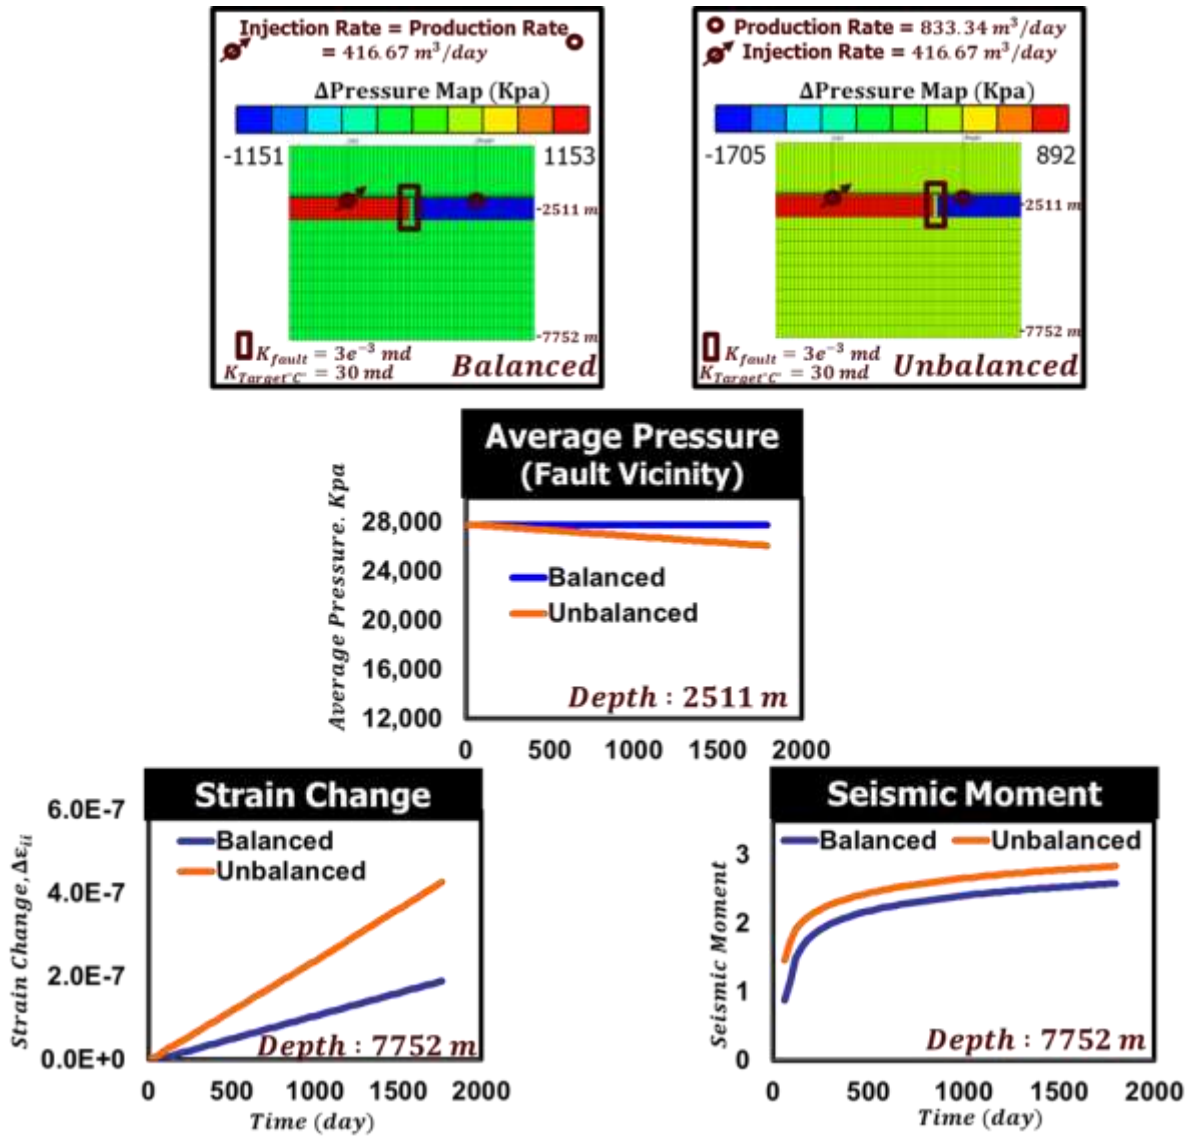 Injection Rate = Production Rate
= 416.67 m³/day
ΔPressure Map (Kpa)
-1151
1153
-2511 m
-7752 m
K_fault = 3e⁻³ md
K_Target"C" = 30 md
Balanced
Production Rate = 833.34 m³/day
Injection Rate = 416.67 m³/day
ΔPressure Map (Kpa)
-1705
892
-2511 m
-7752 m
K_fault = 3e⁻³ md
K_Target"C" = 30 md
Unbalanced
Average Pressure
(Fault Vicinity)
Average Pressure. Kpa
28,000
24,000
20,000
16,000
12,000
Balanced
Unbalanced
Depth : 2511 m
0 500 1000 1500 2000
Strain Change
Strain Change, Δε_ii
6.0E-7
4.0E-7
2.0E-7
0.0E+0
Balanced
Unbalanced
Depth : 7752 m
0 500 1000 1500 2000
Time (day)
Seismic Moment
Seismic Moment
3
2
1
0
Balanced Unbalanced
Depth : 7752 m
0 500 1000 1500 2000
Time (day)